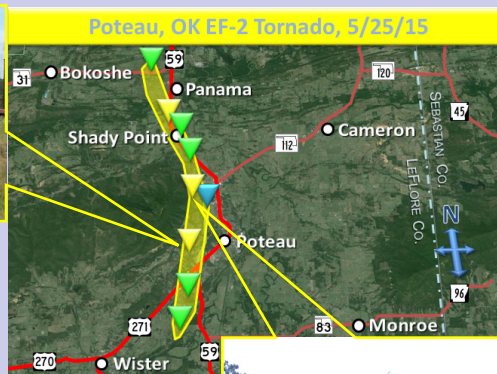 Poteau, OK EF-2 Tornado, 5/25/15
59
31
Bokoshe
120
Panama
SEBASTIAN CO.
45
Shady Point
Cameron
112
LEFLORE CO.
N
Poteau
96
271
83
Monroe
270
Wister
59